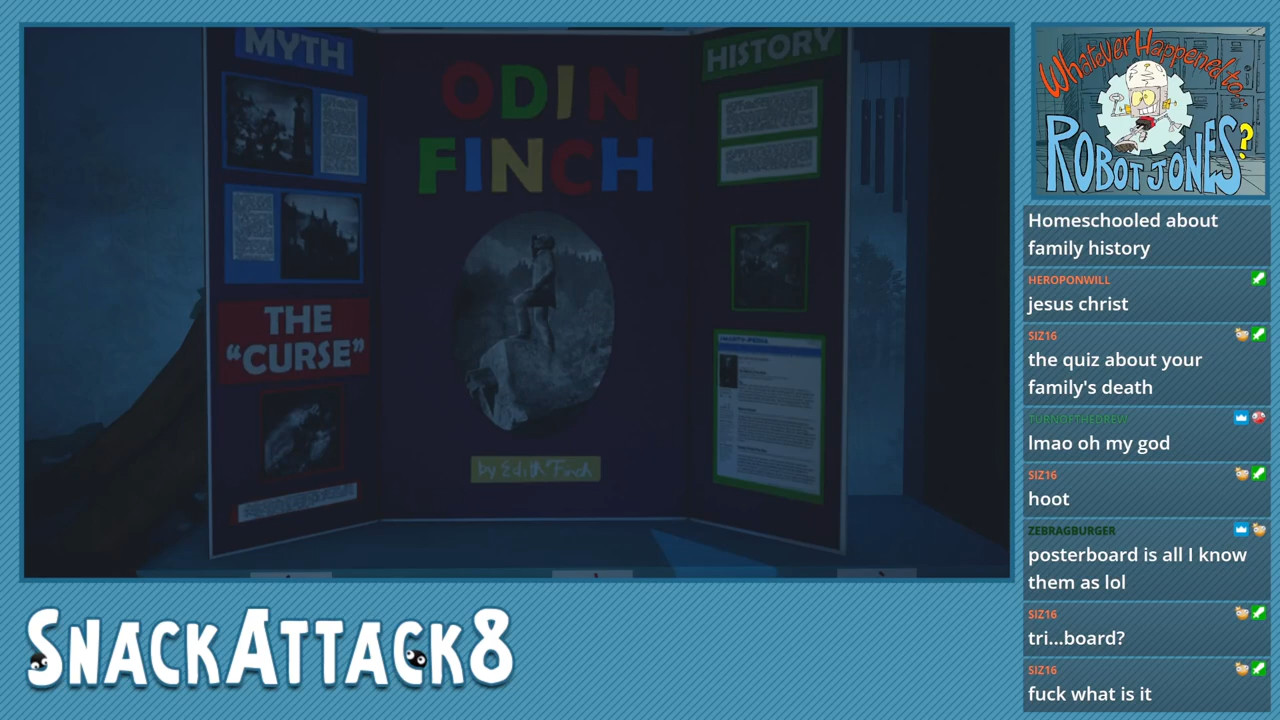 MYTH
ODIN
FINCH
HISTORY
THE
“CURSE”
by Edith Finch
SNACKATTACK8
Whatever Happened to...
ROBOT JONES?
Homeschooled about
family history
HEROPONWILL
jesus christ
SIZ16
the quiz about your
family's death
TURNOFTHEDREW
lmao oh my god
SIZ16
hoot
ZEBRAGBURGER
posterboard is all I know
them as lol
SIZ16
tri...board?
SIZ16
fuck what is it